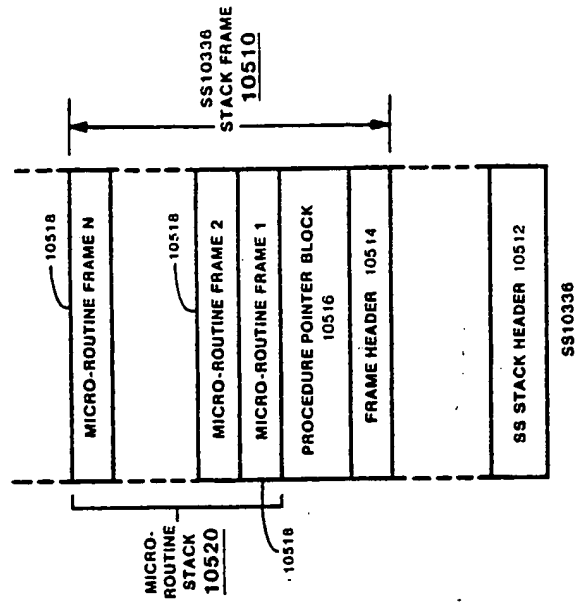 10518
MICRO-ROUTINE FRAME N
10518
MICRO-ROUTINE FRAME 2
MICRO-ROUTINE FRAME 1
PROCEDURE POINTER BLOCK
10516
FRAME HEADER 10514
SS STACK HEADER 10512
SS10336
MICRO-
ROUTINE
STACK
10520
10518
SS10336
STACK FRAME
10510